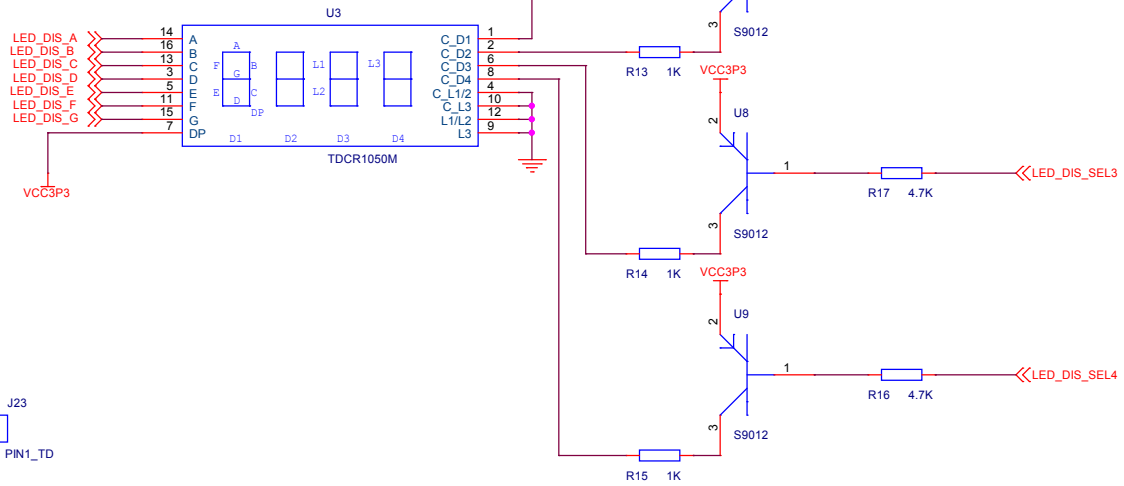 U3
S9012
3
LED_DIS_A 14 A C_D1 1
LED_DIS_B 16 B C_D2 2
LED_DIS_C 13 C C_D3 6
LED_DIS_D 3 D C_D4 8
LED_DIS_E 5 E C_L1/2 4
LED_DIS_F 11 F C_L3 10
LED_DIS_G 15 G L1/L2 12
7 DP L3 9
A
F B L1 L3
G
E C L2
D
DP
D1 D2 D3 D4
TDCR1050M
VCC3P3
R13 1K
VCC3P3
U8
2
1
R17 4.7K
LED_DIS_SEL3
3
S9012
R14 1K
VCC3P3
U9
2
1
R16 4.7K
LED_DIS_SEL4
3
S9012
R15 1K
J23
PIN1_TD